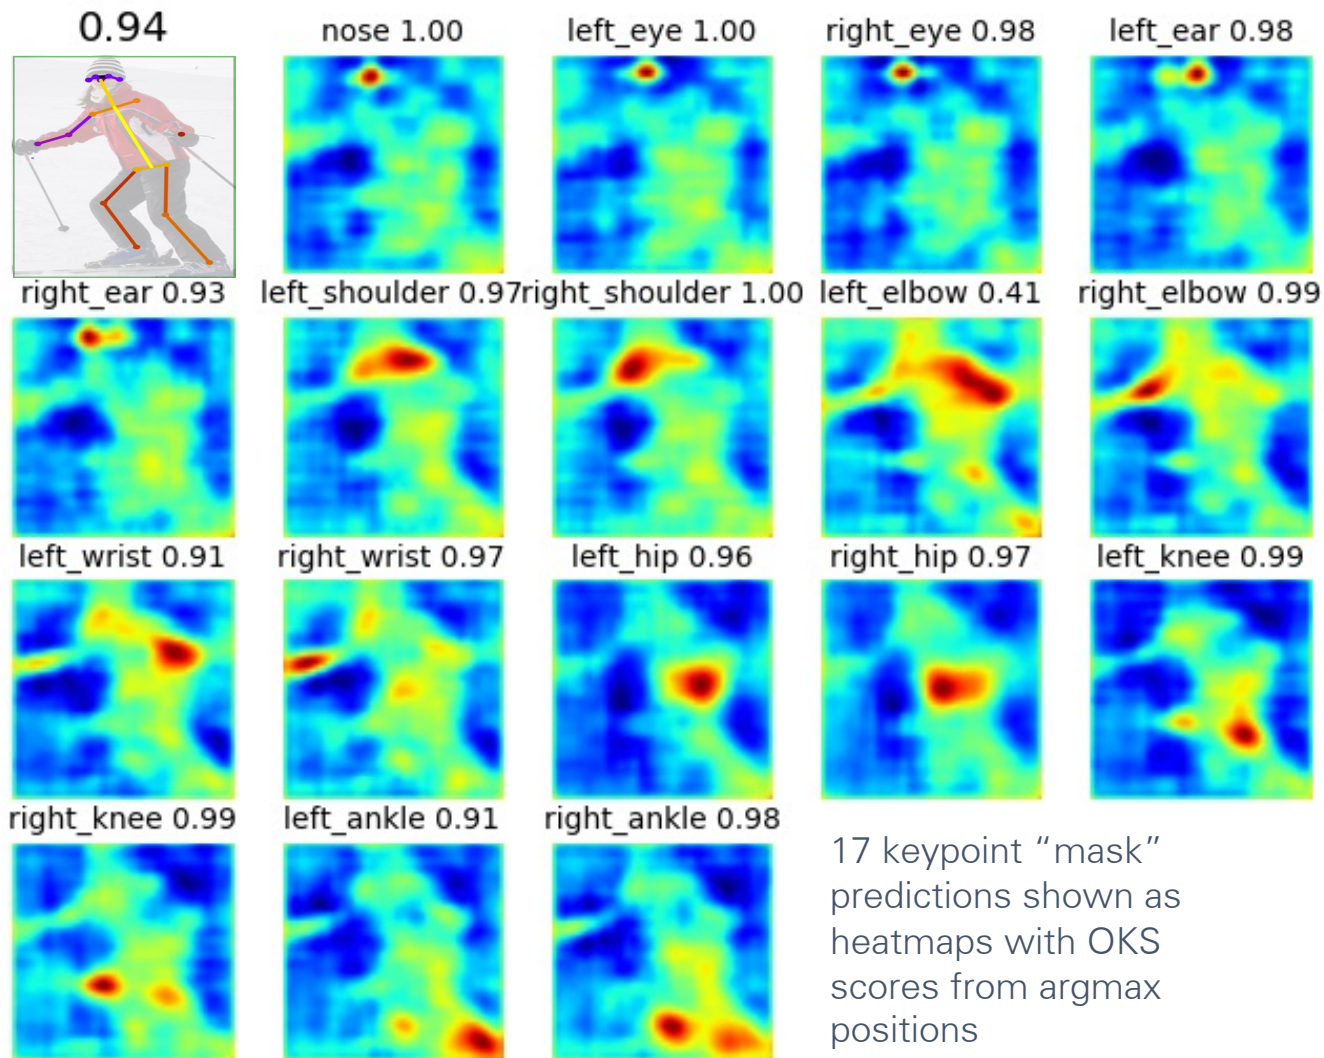 0.94
nose 1.00
left_eye 1.00
right_eye 0.98
left_ear 0.98
right_ear 0.93
left_shoulder 0.97
right_shoulder 1.00
left_elbow 0.41
right_elbow 0.99
left_wrist 0.91
right_wrist 0.97
left_hip 0.96
right_hip 0.97
left_knee 0.99
right_knee 0.99
left_ankle 0.91
right_ankle 0.98
17 keypoint “mask”
predictions shown as
heatmaps with OKS
scores from argmax
positions